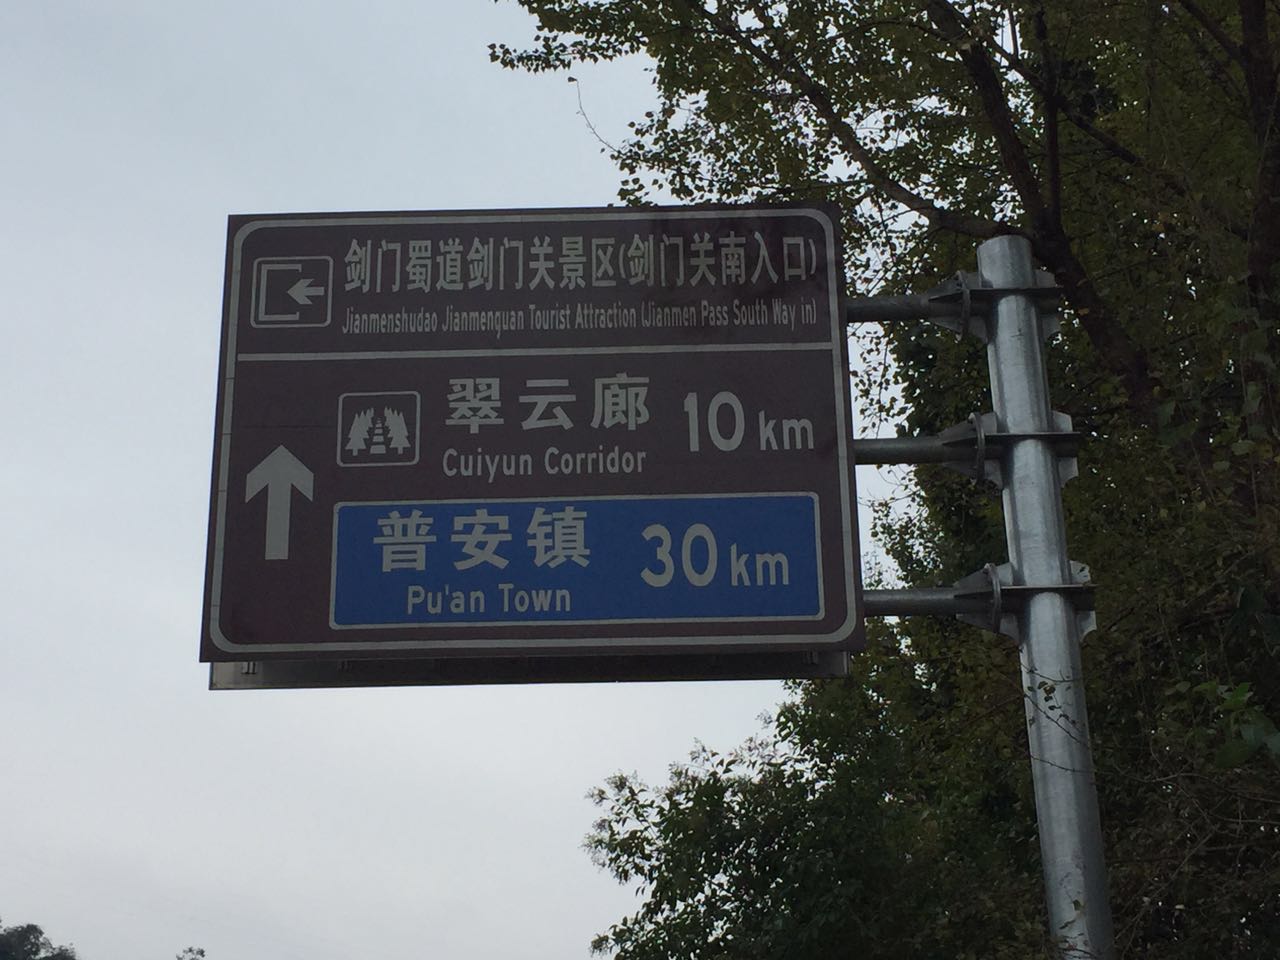 剑门蜀道剑门关景区(剑门关南入口)
Jianmenshudao Jianmenguan Tourist Attraction (Jianmen Pass South Way in)
翠云廊 10 km
Cuiyun Corridor
普安镇 30 km
Pu'an Town